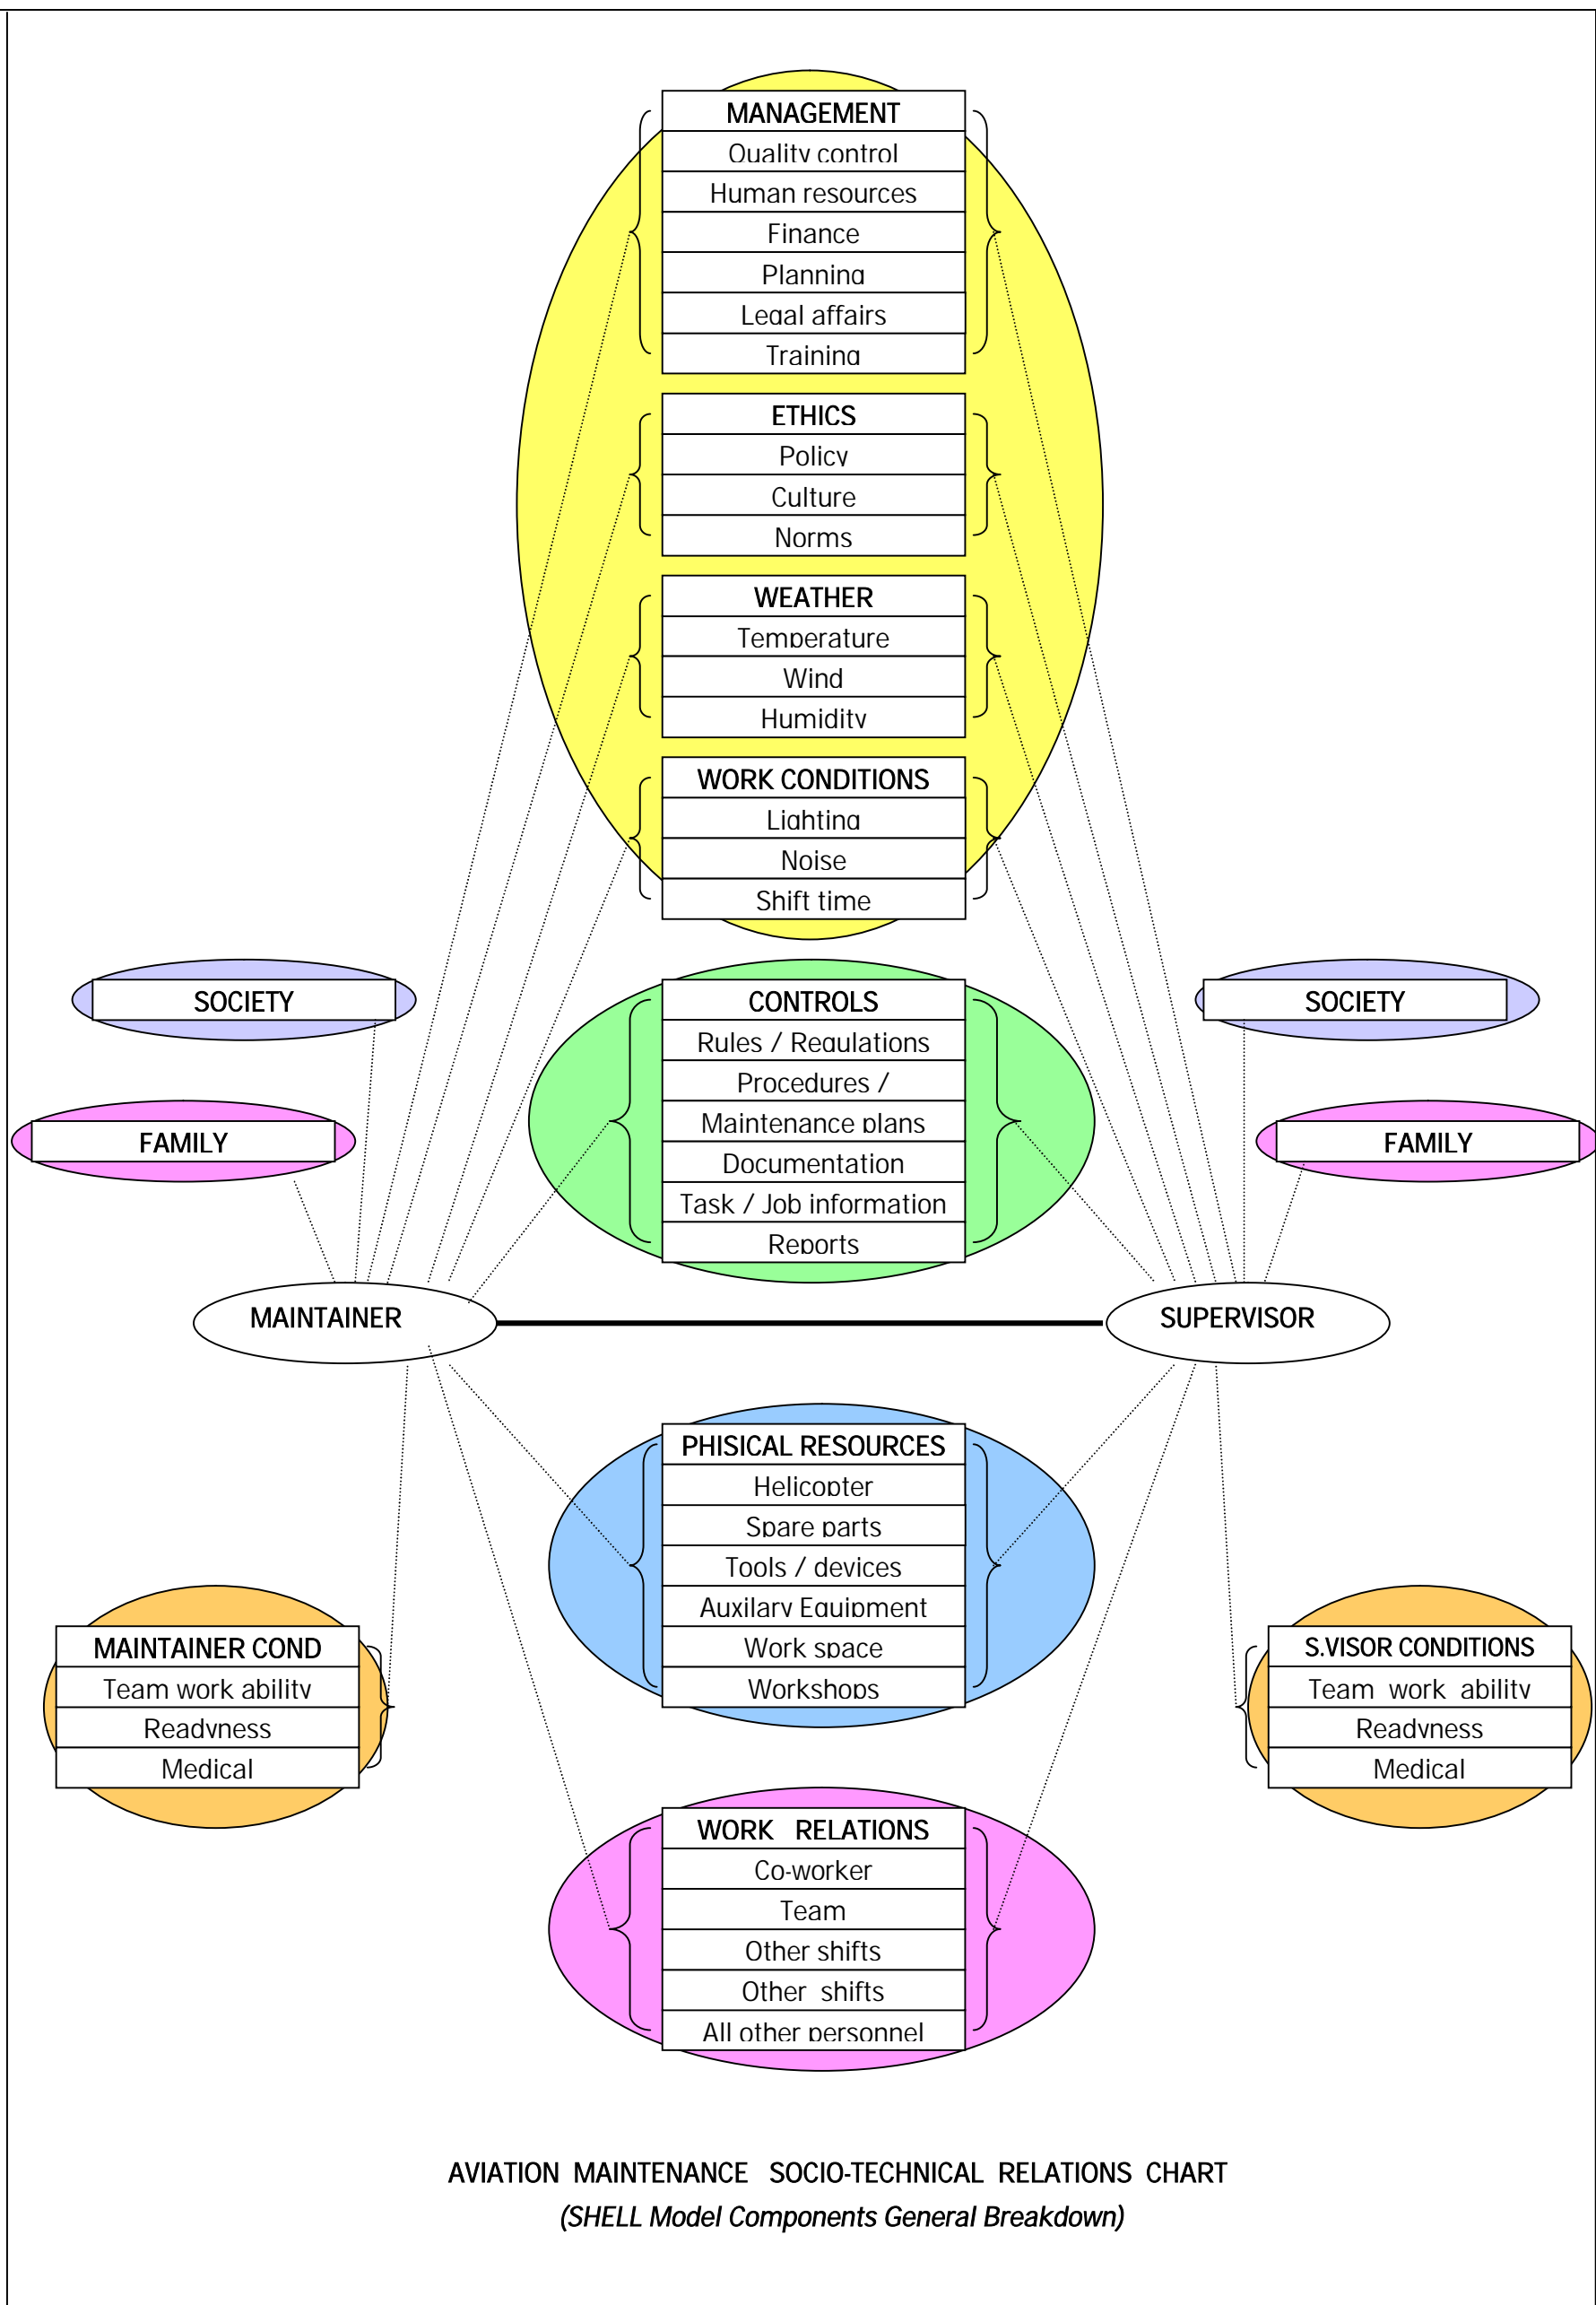 MANAGEMENT
Quality control
Human resources
Finance
Planning
Legal affairs
Training
ETHICS
Policy
Culture
Norms
WEATHER
Temperature
Wind
Humidity
WORK CONDITIONS
Lighting
Noise
Shift time
SOCIETY
FAMILY
CONTROLS
Rules / Regulations
Procedures /
Maintenance plans
Documentation
Task / Job information
Reports
SOCIETY
FAMILY
MAINTAINER
SUPERVISOR
PHISICAL RESOURCES
Helicopter
Spare parts
Tools / devices
Auxilary Equipment
Work space
Workshops
MAINTAINER COND
Team work ability
Readyness
Medical
S.VISOR CONDITIONS
Team work ability
Readyness
Medical
WORK RELATIONS
Co-worker
Team
Other shifts
Other shifts
All other personnel
AVIATION MAINTENANCE SOCIO-TECHNICAL RELATIONS CHART
(SHELL Model Components General Breakdown)